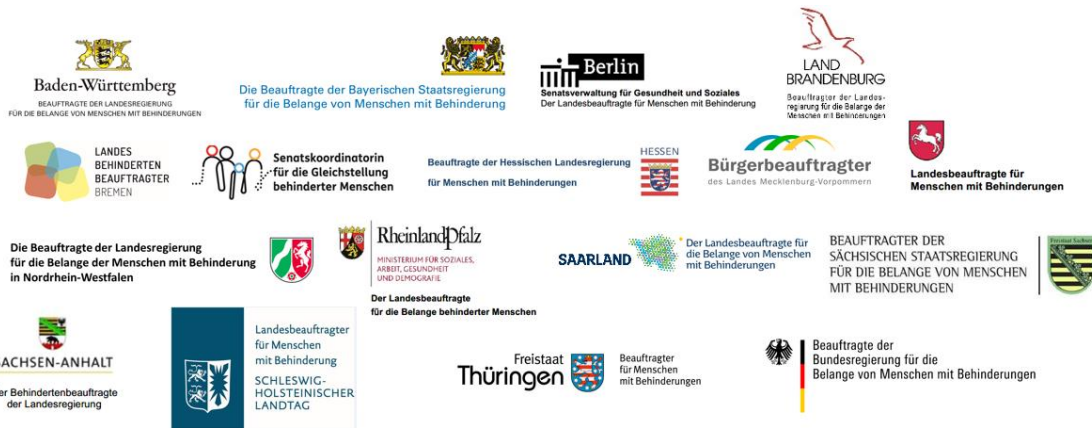 Baden-Württemberg
BEAUFTRAGTE DER LANDESREGIERUNG
FÜR DIE BELANGE VON MENSCHEN MIT BEHINDERUNGEN
Die Beauftragte der Bayerischen Staatsregierung
für die Belange von Menschen mit Behinderung
Berlin
Senatsverwaltung für Gesundheit und Soziales
Der Landesbeauftragte für Menschen mit Behinderung
LAND
BRANDENBURG
Beauftragter der Landes-
regierung für die Belange der
Menschen mit Behinderungen
LANDES
BEHINDERTEN
BEAUFTRAGTER
BREMEN
Senatskoordinatorin
für die Gleichstellung
behinderter Menschen
Beauftragte der Hessischen Landesregierung
für Menschen mit Behinderungen
HESSEN
Bürgerbeauftragter
des Landes Mecklenburg-Vorpommern
Landesbeauftragte für
Menschen mit Behinderungen
Die Beauftragte der Landesregierung
für die Belange der Menschen mit Behinderung
in Nordrhein-Westfalen
RheinlandPfalz
MINISTERIUM FÜR SOZIALES,
ARBEIT, GESUNDHEIT
UND DEMOGRAFIE
Der Landesbeauftragte
für die Belange behinderter Menschen
SAARLAND
Der Landesbeauftragte für
die Belange von Menschen
mit Behinderungen
BEAUFTRAGTER DER
SÄCHSISCHEN STAATSREGIERUNG
FÜR DIE BELANGE VON MENSCHEN
MIT BEHINDERUNGEN
Freistaat
ACHSEN-ANHALT
er Behindertenbeauftragte
der Landesregierung
Landesbeauftragter
für Menschen
mit Behinderung
SCHLESWIG-
HOLSTEINISCHER
LANDTAG
Freistaat
Thüringen
Beauftragter
für Menschen
mit Behinderungen
Beauftragte der
Bundesregierung für die
Belange von Menschen mit Behinderungen